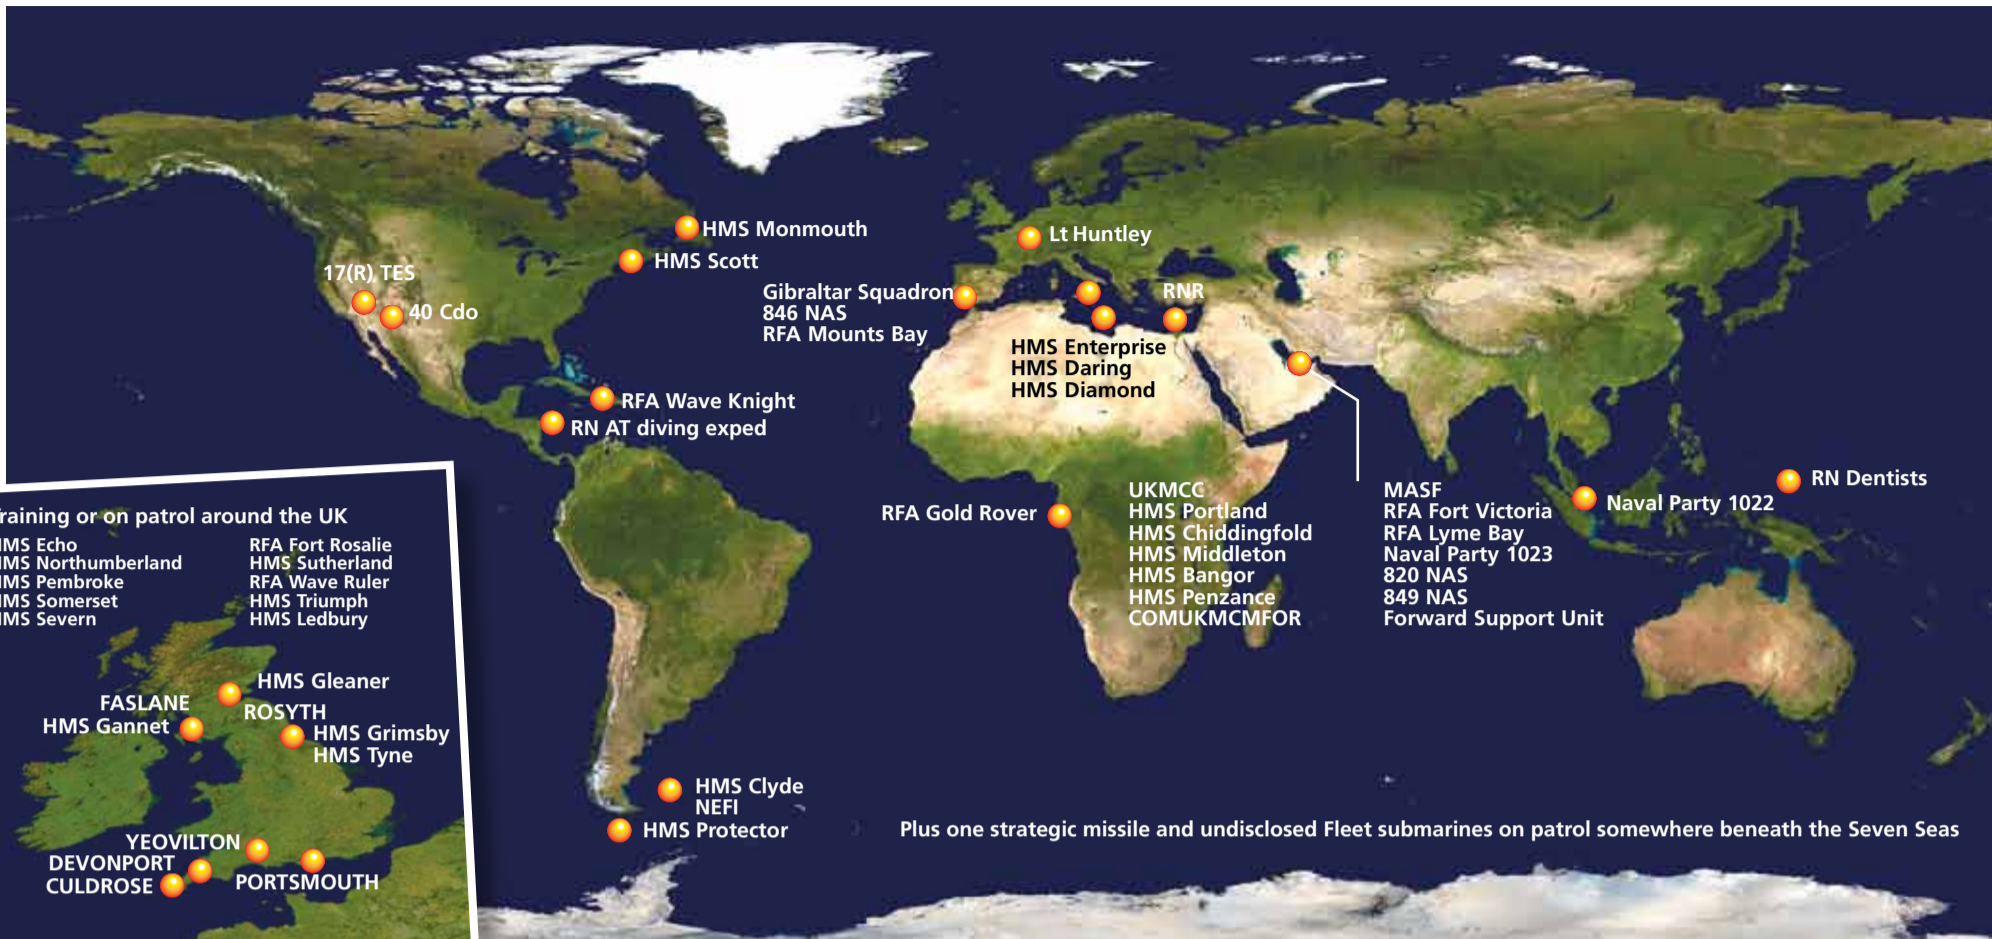 HMS Monmouth
Lt Huntley
HMS Scott
17(R) TES
40 Cdo
Gibraltar Squadron
846 NAS
RFA Mounts Bay
RNR
HMS Enterprise
HMS Daring
HMS Diamond
RFA Wave Knight
RN AT diving exped
RFA Gold Rover
UKMCC
HMS Portland
HMS Chiddingfold
HMS Middleton
HMS Bangor
HMS Penzance
COMUKMCMFOR
MASF
RFA Fort Victoria
RFA Lyme Bay
Naval Party 1023
820 NAS
849 NAS
Forward Support Unit
Naval Party 1022
RN Dentists
HMS Clyde
NEFI
HMS Protector
Plus one strategic missile and undisclosed Fleet submarines on patrol somewhere beneath the Seven Seas
raining or on patrol around the UK
MS Echo
MS Northumberland
MS Pembroke
MS Somerset
MS Severn
RFA Fort Rosalie
HMS Sutherland
RFA Wave Ruler
HMS Triumph
HMS Ledbury
HMS Gleaner
FASLANE
ROSYTH
HMS Gannet
HMS Grimsby
HMS Tyne
YEOVILTON
DEVONPORT
CULDROSE
PORTSMOUTH